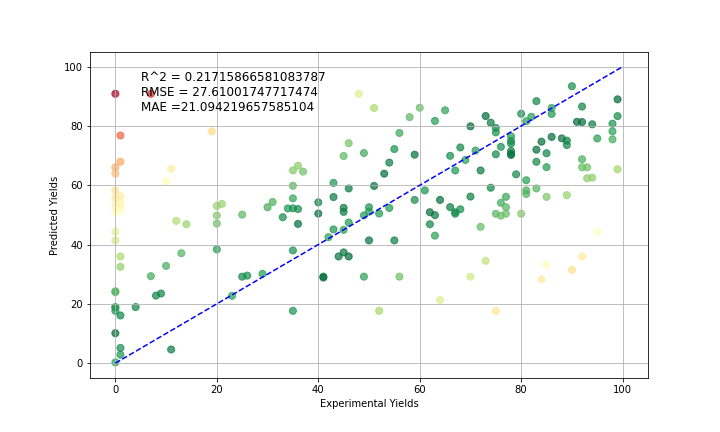 R^2 = 0.21715866581083787
RMSE = 27.61001747717474
MAE =21.094219657585104
100
80
60
40
20
0
Predicted Yields
0 20 40 60 80 100
Experimental Yields